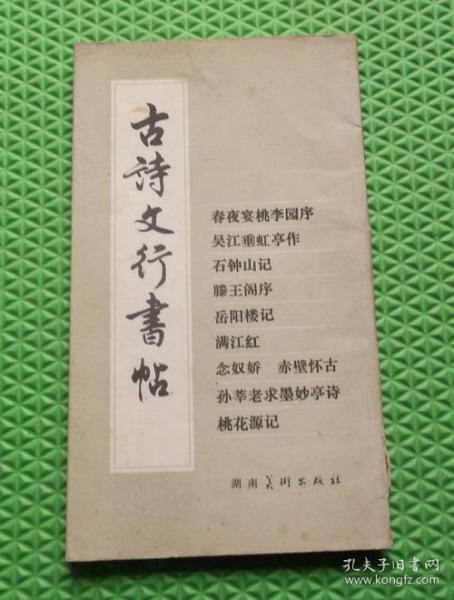 古诗文行書帖
春夜宴桃李园序
吴江垂虹亭作
石钟山记
滕王阁序
岳阳楼记
满江红
念奴娇 赤壁怀古
孙莘老求墨妙亭诗
桃花源记
湖南美術出版社
孔夫子旧书网
www.kongfz.com